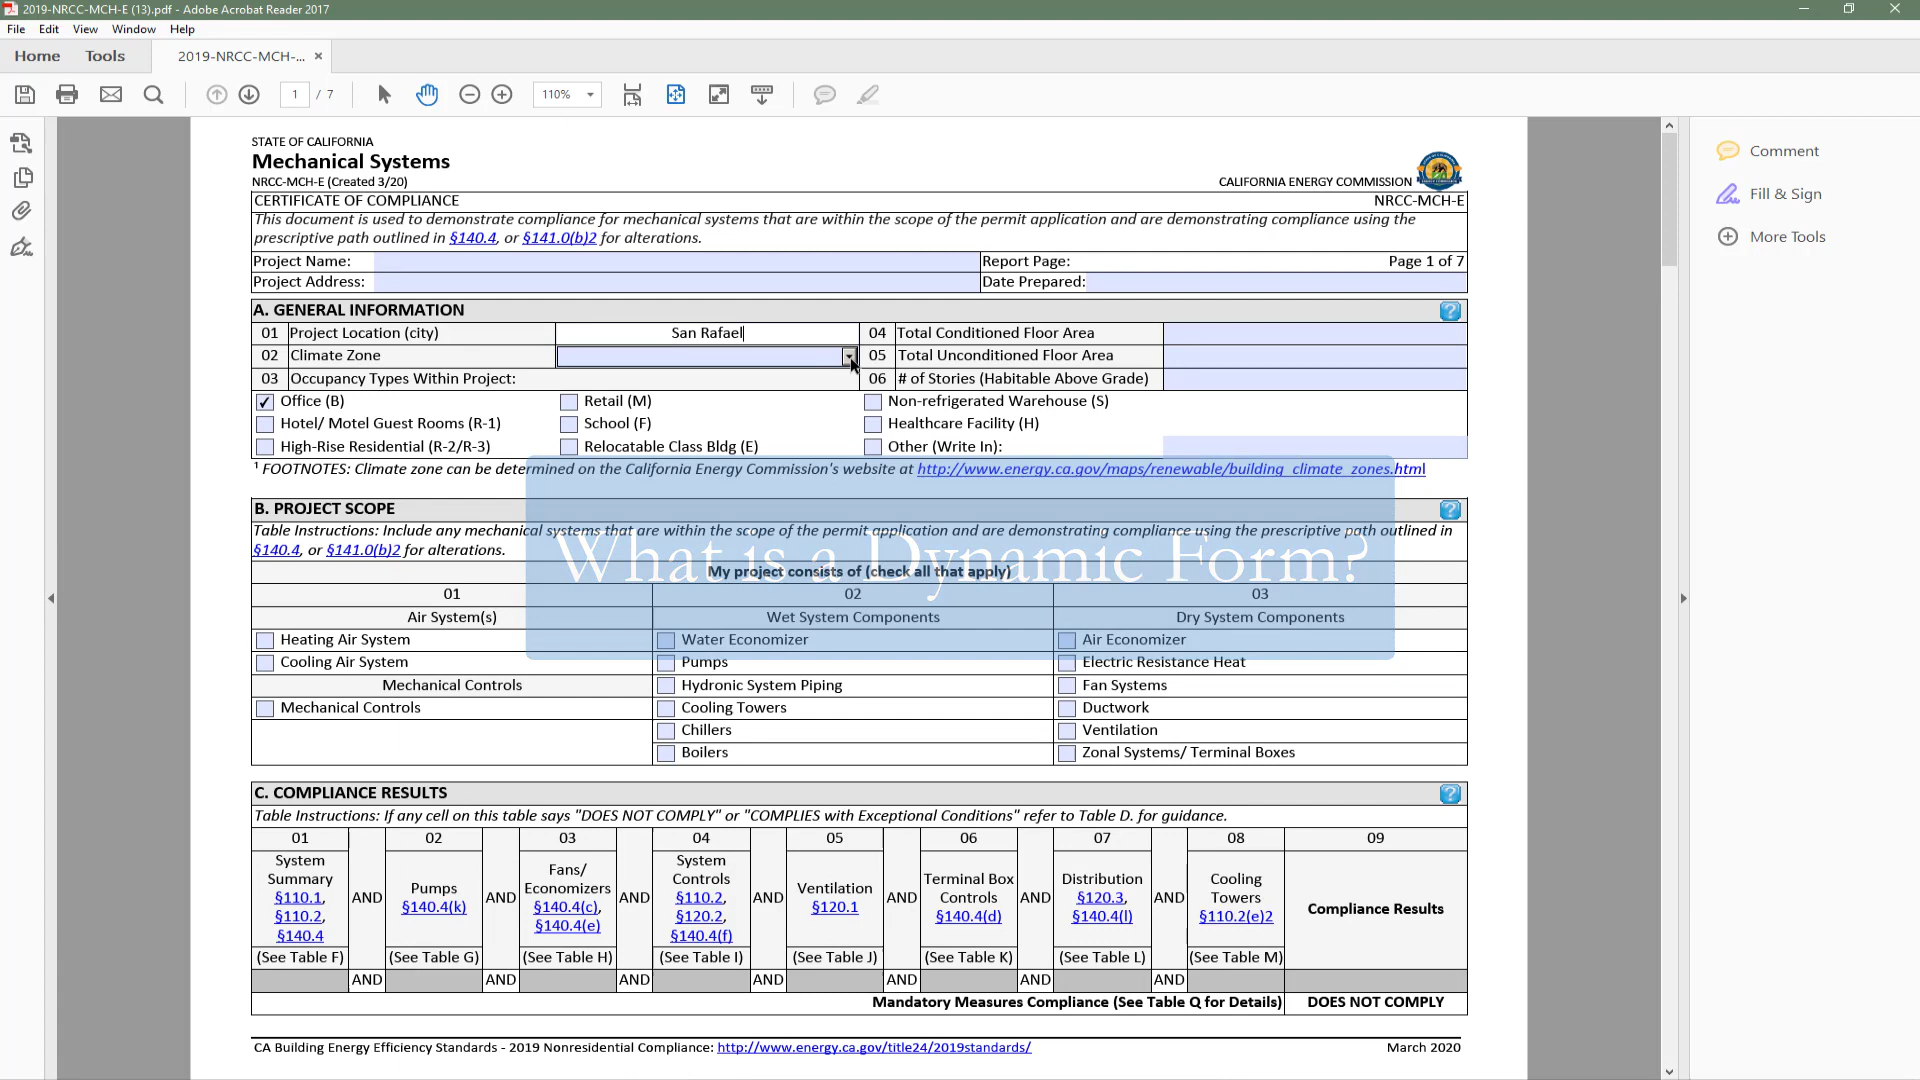 2019-NRCC-MCH-E (13).pdf - Adobe Acrobat Reader 2017
File Edit View Window Help
Home Tools 2019-NRCC-MCH-... ×
1 / 7 110%
Comment
Fill & Sign
More Tools
STATE OF CALIFORNIA
Mechanical Systems
NRCC-MCH-E (Created 3/20) CALIFORNIA ENERGY COMMISSION
CERTIFICATE OF COMPLIANCE NRCC-MCH-E
This document is used to demonstrate compliance for mechanical systems that are within the scope of the permit application and are demonstrating compliance using the
prescriptive path outlined in §140.4, or §141.0(b)2 for alterations.
Project Name: Report Page: Page 1 of 7
Project Address: Date Prepared:
A. GENERAL INFORMATION
01 Project Location (city) San Rafael 04 Total Conditioned Floor Area
02 Climate Zone 05 Total Unconditioned Floor Area
03 Occupancy Types Within Project: 06 # of Stories (Habitable Above Grade)
Office (B) Retail (M) Non-refrigerated Warehouse (S)
Hotel/ Motel Guest Rooms (R-1) School (F) Healthcare Facility (H)
High-Rise Residential (R-2/R-3) Relocatable Class Bldg (E) Other (Write In):
¹ FOOTNOTES: Climate zone can be determined on the California Energy Commission's website at http://www.energy.ca.gov/maps/renewable/building_climate_zones.html
B. PROJECT SCOPE
Table Instructions: Include any mechanical systems that are within the scope of the permit application and are demonstrating compliance using the prescriptive path outlined in
§140.4, or §141.0(b)2 for alterations.
What is a Dynamic Form?
My project consists of (check all that apply)
01 02 03
Air System(s) Wet System Components Dry System Components
Heating Air System Water Economizer Air Economizer
Cooling Air System Pumps Electric Resistance Heat
Mechanical Controls Hydronic System Piping Fan Systems
Mechanical Controls Cooling Towers Ductwork
Chillers Ventilation
Boilers Zonal Systems/ Terminal Boxes
C. COMPLIANCE RESULTS
Table Instructions: If any cell on this table says "DOES NOT COMPLY" or "COMPLIES with Exceptional Conditions" refer to Table D. for guidance.
01 02 03 04 05 06 07 08 09
System Summary §110.1, §110.2, §140.4 AND Pumps §140.4(k) AND Fans/ Economizers §140.4(c), §140.4(e) AND System Controls §110.2, §120.2, §140.4(f) AND Ventilation §120.1 AND Terminal Box Controls §140.4(d) AND Distribution §120.3, §140.4(l) AND Cooling Towers §110.2(e)2 Compliance Results
(See Table F) (See Table G) (See Table H) (See Table I) (See Table J) (See Table K) (See Table L) (See Table M)
AND AND AND AND AND AND AND
Mandatory Measures Compliance (See Table Q for Details) DOES NOT COMPLY
CA Building Energy Efficiency Standards - 2019 Nonresidential Compliance: http://www.energy.ca.gov/title24/2019standards/ March 2020